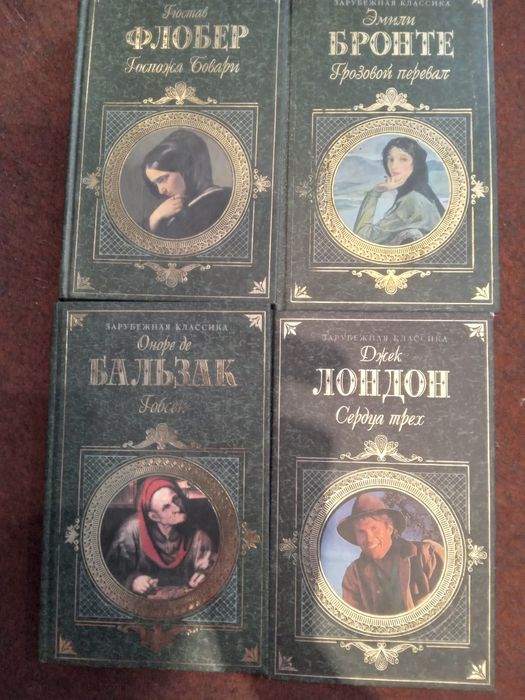 Гюстав
ФЛОБЕР
Госпожа Бовари
ЗАРУБЕЖНАЯ КЛАССИКА
Эмили
БРОНТЕ
Грозовой перевал
ЗАРУБЕЖНАЯ КЛАССИКА
Оноре де
БАЛЬЗАК
Гобсек
ЗАРУБЕЖНАЯ КЛАССИКА
Джек
ЛОНДОН
Сердца трех